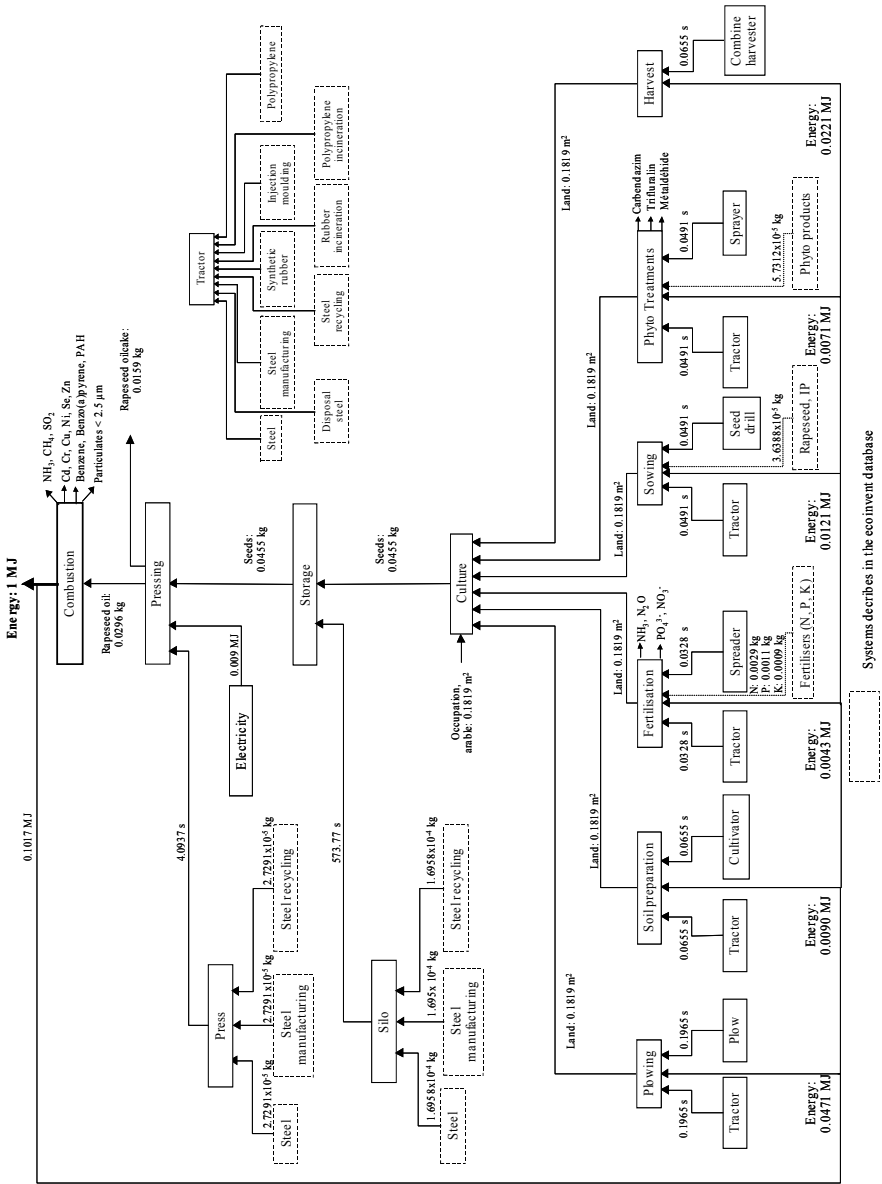 Energy: 1 MJ
0.1017 MJ
Combustion
NH3, CH4, SO2
Cd, Cr, Cu, Ni, Se, Zn
Benzene, Benzo(a)pyrene, PAH
Particulates < 2.5 µm
Rapeseed oil:
0.0296 kg
Rapeseed oilcake:
0.0159 kg
Pressing
4.0937 s
0.009 MJ
Electricity
Press
2.7291x10-5 kg
2.7291x10-5 kg
2.7291x10-5 kg
Steel
Steel
manufacturing
Steel recycling
Seeds:
0.0455 kg
Storage
573.77 s
Silo
1.6958x10-4 kg
1.695x 10-4 kg
1.6958x10-4 kg
Steel
Steel
manufacturing
Steel recycling
Seeds:
0.0455 kg
Culture
Occupation,
arable: 0.1819 m2
Tractor
Steel
Steel
manufacturing
Synthetic
rubber
Injection
moulding
Polypropylene
Disposal
steel
Steel
recycling
Rubber
incineration
Polypropylene
incineration
Land: 0.1819 m2
Land: 0.1819 m2
Land: 0.1819 m2
Land: 0.1819 m2
Land: 0.1819 m2
Land: 0.1819 m2
Plowing
0.1965 s
0.1965 s
Tractor
Plow
Energy:
0.0471 MJ
Soil preparation
0.0655 s
0.0655 s
Tractor
Cultivator
Energy:
0.0090 MJ
Fertilisation
NH3, N2O
PO43-, NO3-
0.0328 s
0.0328 s
Tractor
Spreader
N: 0.0029 kg
P: 0.0011 kg
K: 0.0009 kg
Fertilisers (N, P, K)
Energy:
0.0043 MJ
Sowing
0.0491 s
0.0491 s
Tractor
Seed
drill
3.6388x10-5 kg
Rapeseed, IP
Energy:
0.0121 MJ
Phyto Treatments
Carbendazim
Trifluralin
Métaldéhide
0.0491 s
0.0491 s
Tractor
Sprayer
5.7312x10-5 kg
Phyto products
Energy:
0.0071 MJ
Harvest
0.0655 s
Combine
harvester
Energy:
0.0221 MJ
Systems decribes in the ecoinvent database